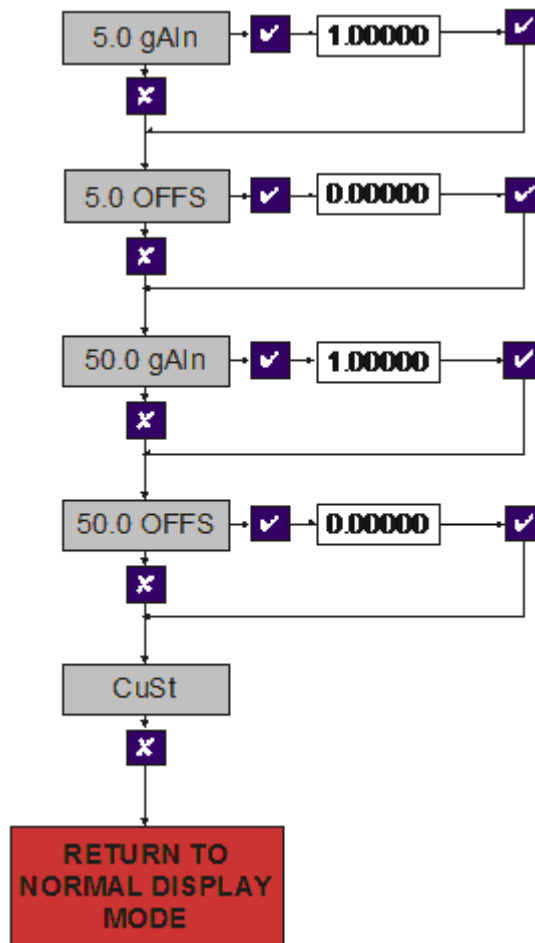 5.0 gAIn
✔
1.00000
✔
✘
5.0 OFFS
✔
0.00000
✔
✘
50.0 gAIn
✔
1.00000
✔
✘
50.0 OFFS
✔
0.00000
✔
✘
CuSt
✘
RETURN TO
NORMAL DISPLAY
MODE